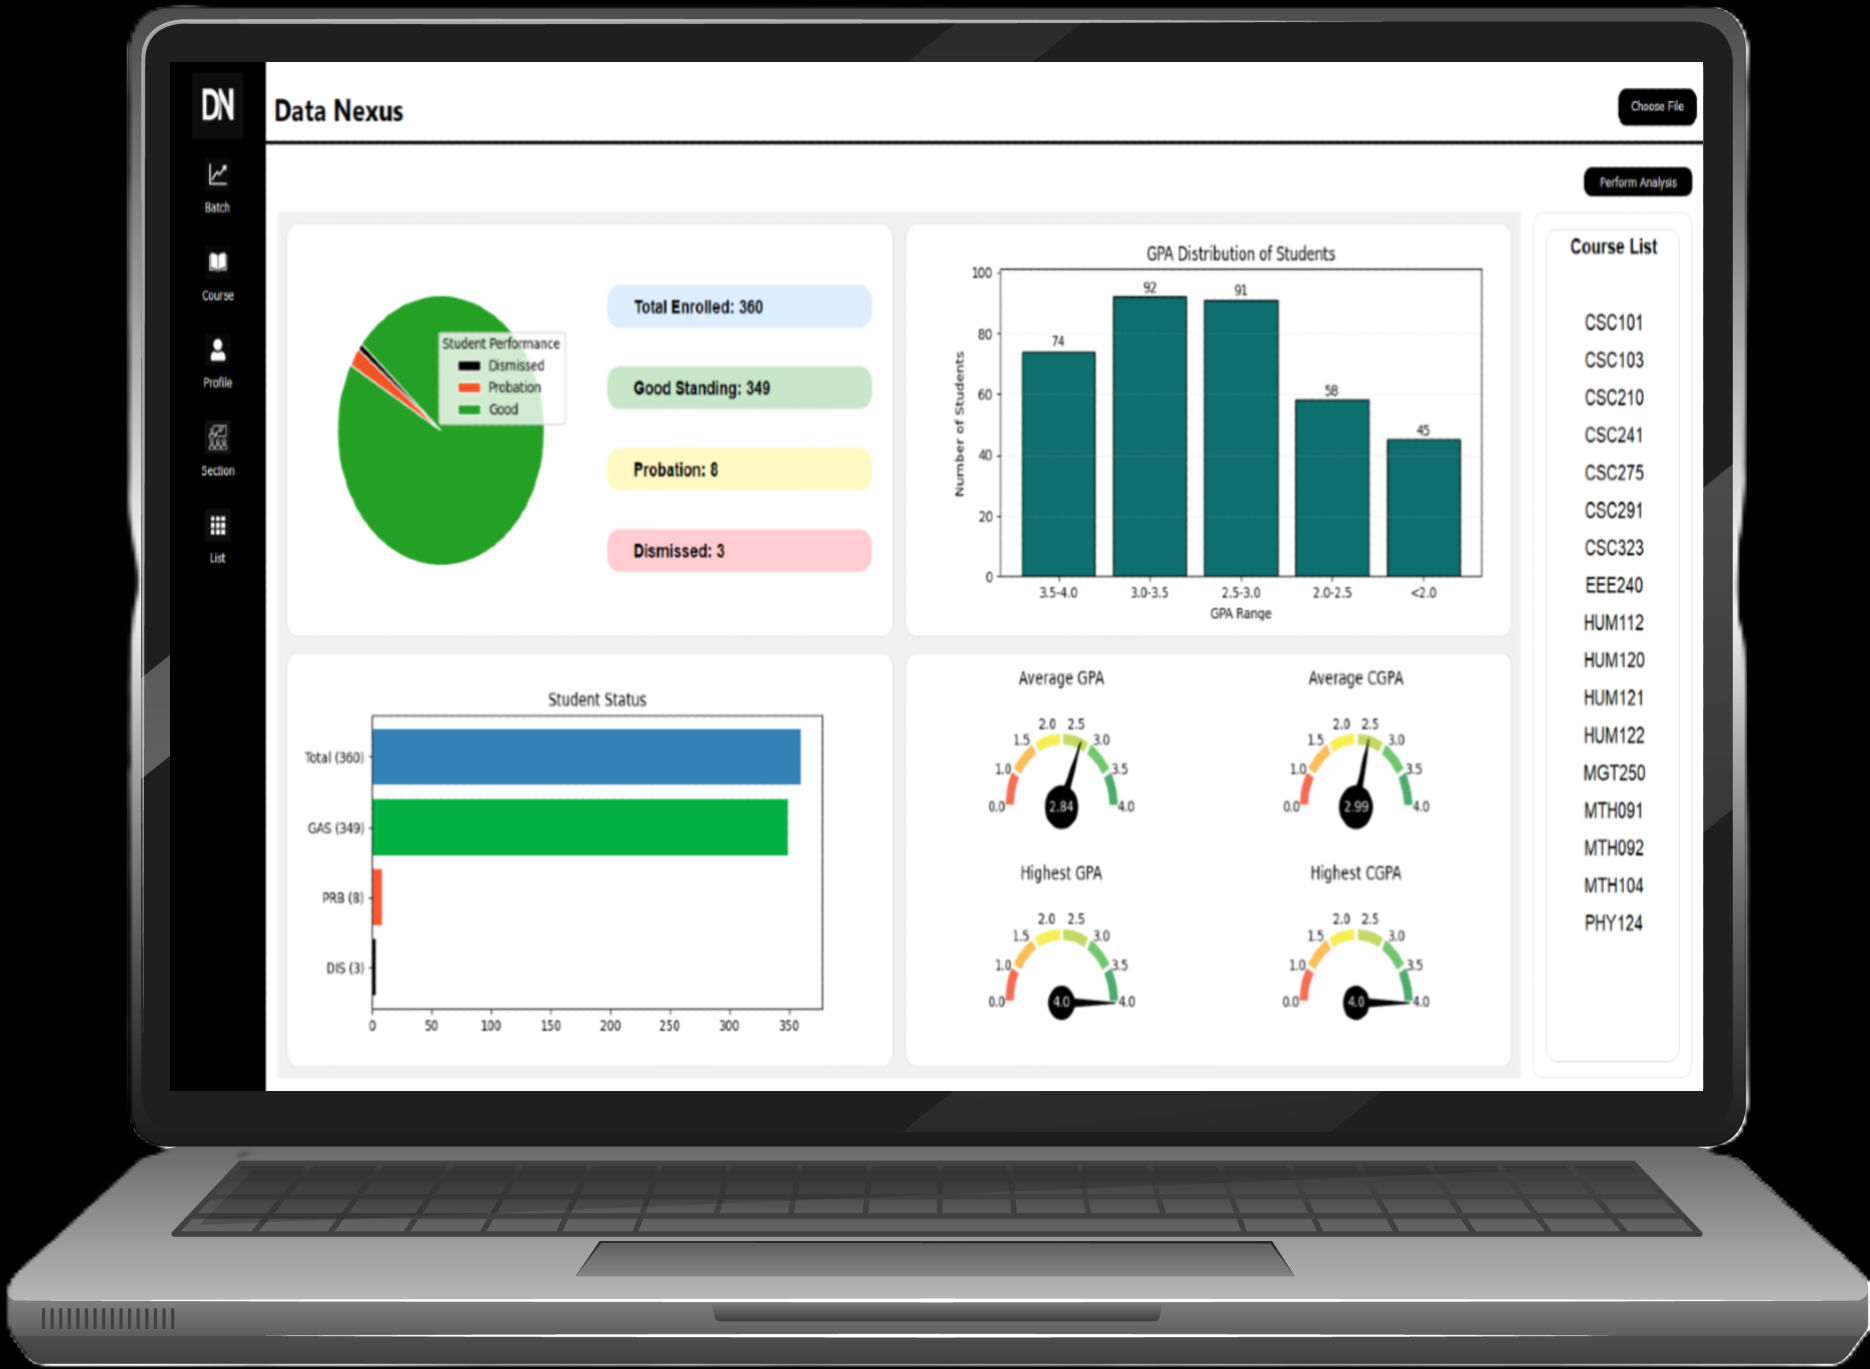 DN
Data Nexus
Choose File
Batch
Course
Profile
Section
List
Perform Analysis
Student Performance
Dismissed
Probation
Good
Total Enrolled: 360
Good Standing: 349
Probation: 8
Dismissed: 3
GPA Distribution of Students
Number of Students
100
80
60
40
20
0
74
92
91
58
45
3.5-4.0
3.0-3.5
2.5-3.0
2.0-2.5
<2.0
GPA Range
Student Status
Total (360)
GAS (349)
PRB (8)
DIS (3)
0 50 100 150 200 250 300 350
Average GPA
0.0 1.0 1.5 2.0 2.5 3.0 3.5 4.0
2.84
Average CGPA
0.0 1.0 1.5 2.0 2.5 3.0 3.5 4.0
2.99
Highest GPA
0.0 1.0 1.5 2.0 2.5 3.0 3.5 4.0
4.0
Highest CGPA
0.0 1.0 1.5 2.0 2.5 3.0 3.5 4.0
4.0
Course List
CSC101
CSC103
CSC210
CSC241
CSC275
CSC291
CSC323
EEE240
HUM112
HUM120
HUM121
HUM122
MGT250
MTH091
MTH092
MTH104
PHY124